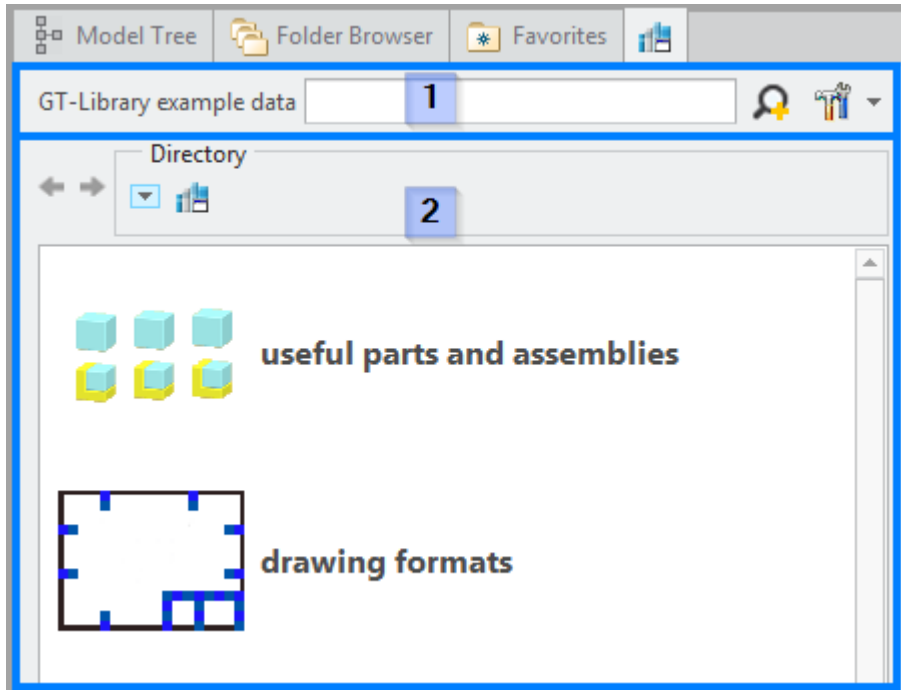 Model Tree Folder Browser Favorites
GT-Library example data 1
Directory
2
useful parts and assemblies
drawing formats